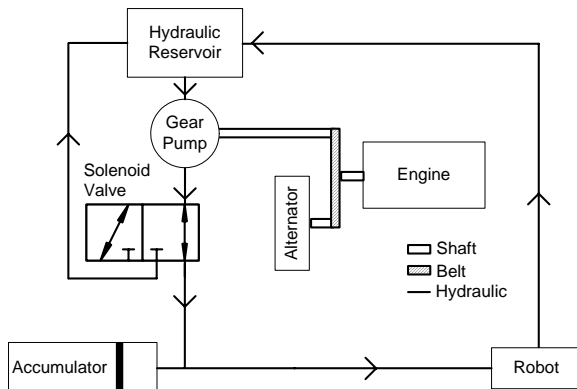 Hydraulic
Reservoir
Gear
Pump
Solenoid
Valve
Engine
Alternator
Shaft
Belt
Hydraulic
Accumulator
Robot